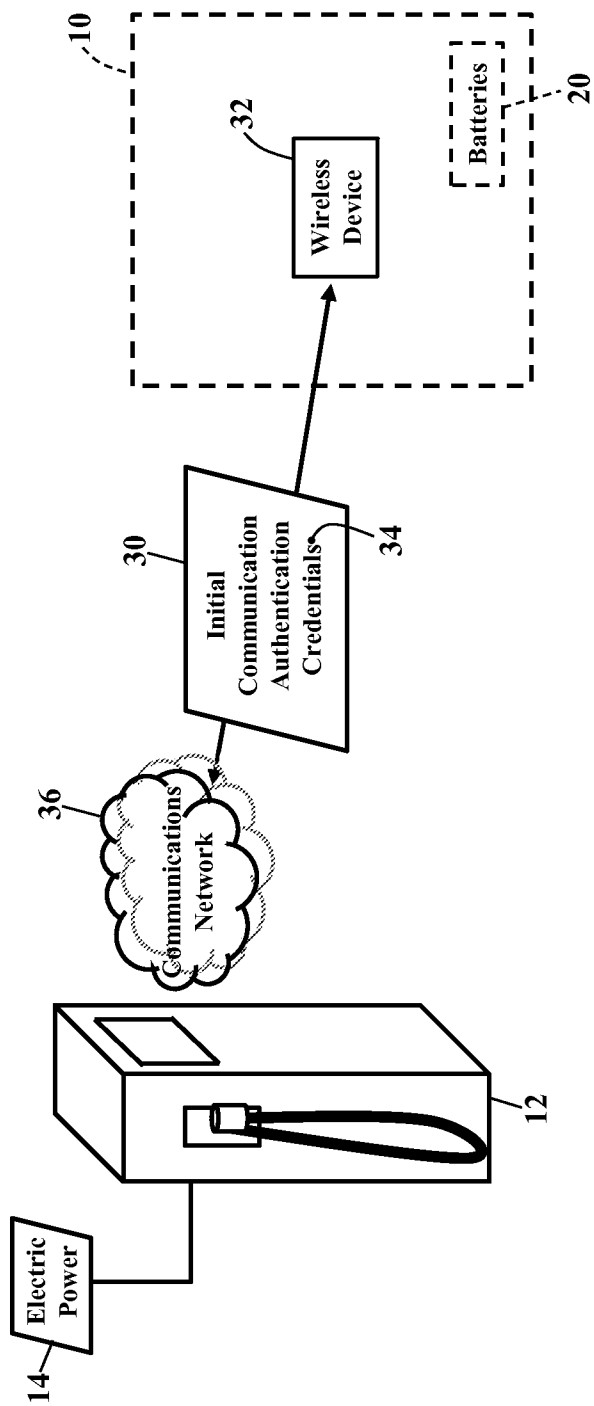 14
Electric
Power
12
36
Communications
Network
30
Initial
Communication
Authentication
Credentials
34
10
32
Wireless
Device
Batteries
20